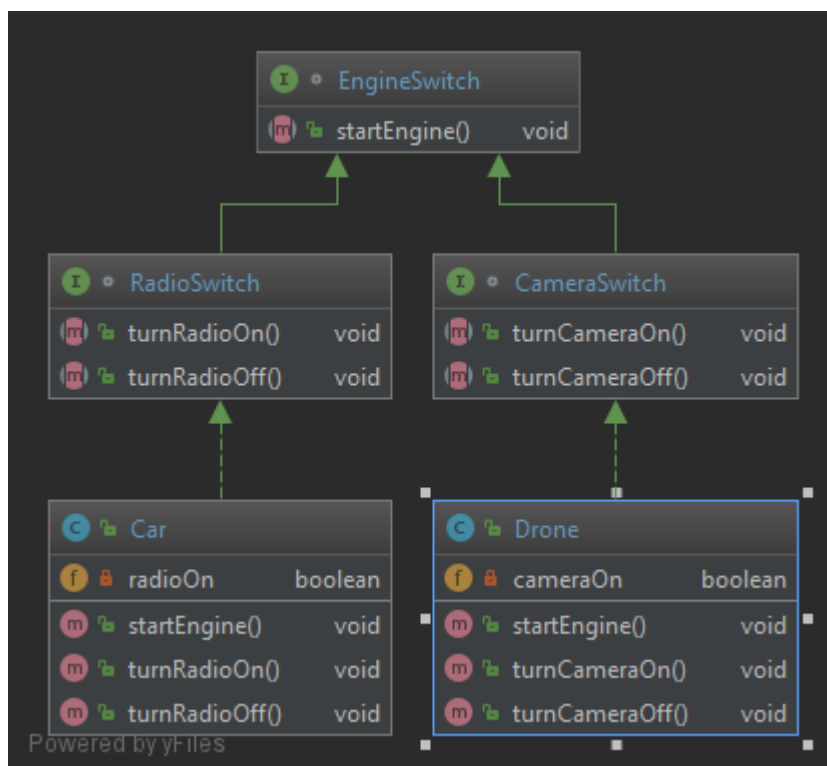 EngineSwitch
startEngine() void
RadioSwitch
turnRadioOn() void
turnRadioOff() void
CameraSwitch
turnCameraOn() void
turnCameraOff() void
Car
radioOn boolean
startEngine() void
turnRadioOn() void
turnRadioOff() void
Drone
cameraOn boolean
startEngine() void
turnCameraOn() void
turnCameraOff() void
Powered by yFiles